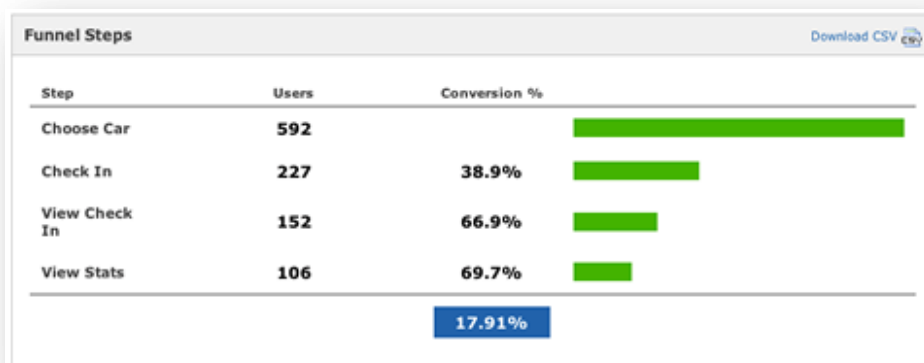 Funnel Steps
Download CSV
CSV
Step Users Conversion %
Choose Car 592
Check In 227 38.9%
View Check
In 152 66.9%
View Stats 106 69.7%
17.91%